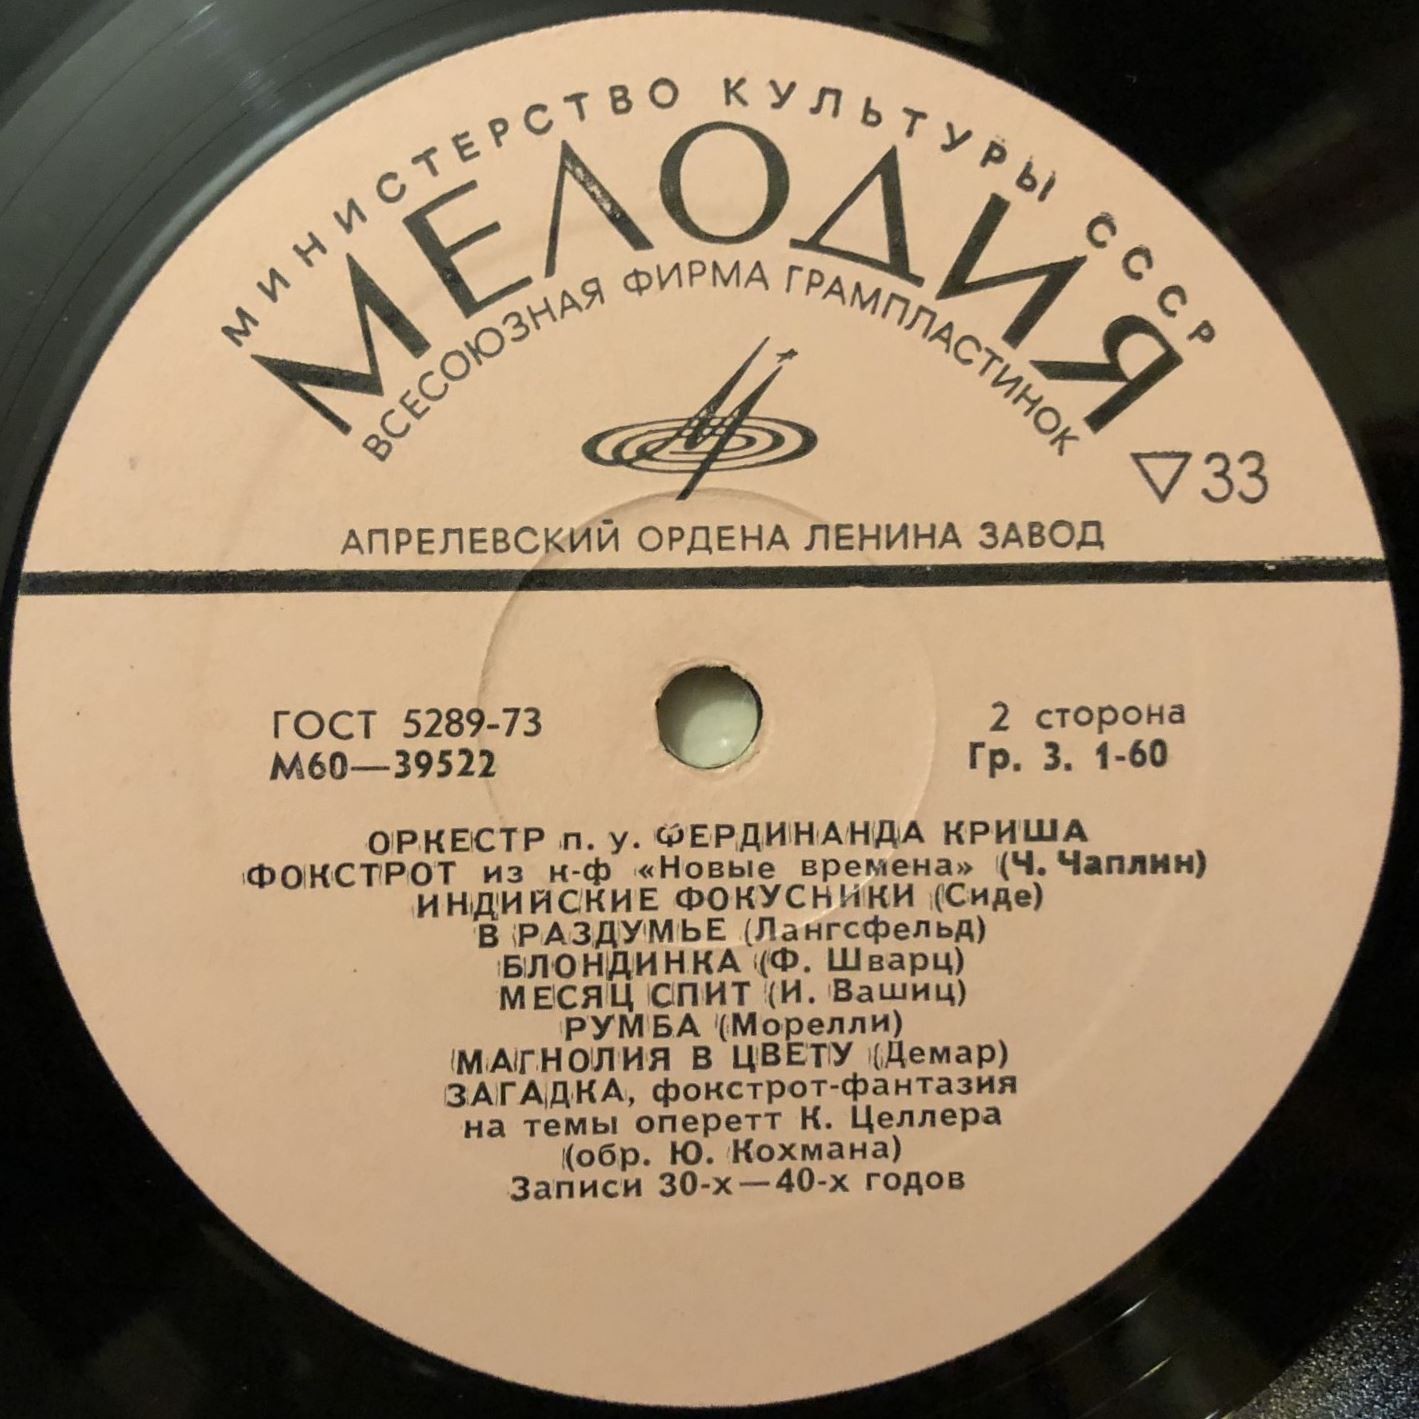 МИНИСТЕРСТВО КУЛЬТУРЫ СССР
МЕЛОДИЯ
ВСЕСОЮЗНАЯ ФИРМА ГРАМПЛАСТИНОК
▽33
АПРЕЛЕВСКИЙ ОРДЕНА ЛЕНИНА ЗАВОД
ГОСТ 5289-73
М60—39522
2 сторона
Гр. 3. 1-60
ОРКЕСТР п. у. ФЕРДИНАНДА КРИША
ФОКСТРОТ из к-ф «Новые времена» (Ч. Чаплин)
ИНДИЙСКИЕ ФОКУСНИКИ (Сиде)
В РАЗДУМЬЕ (Лангсфельд)
БЛОНДИНКА (Ф. Шварц)
МЕСЯЦ СПИТ (И. Вашиц)
РУМБА (Морелли)
МАГНОЛИЯ В ЦВЕТУ (Демар)
ЗАГАДКА, фокстрот-фантазия
на темы оперетт К. Целлера
(обр. Ю. Кохмана)
Записи 30-х—40-х годов